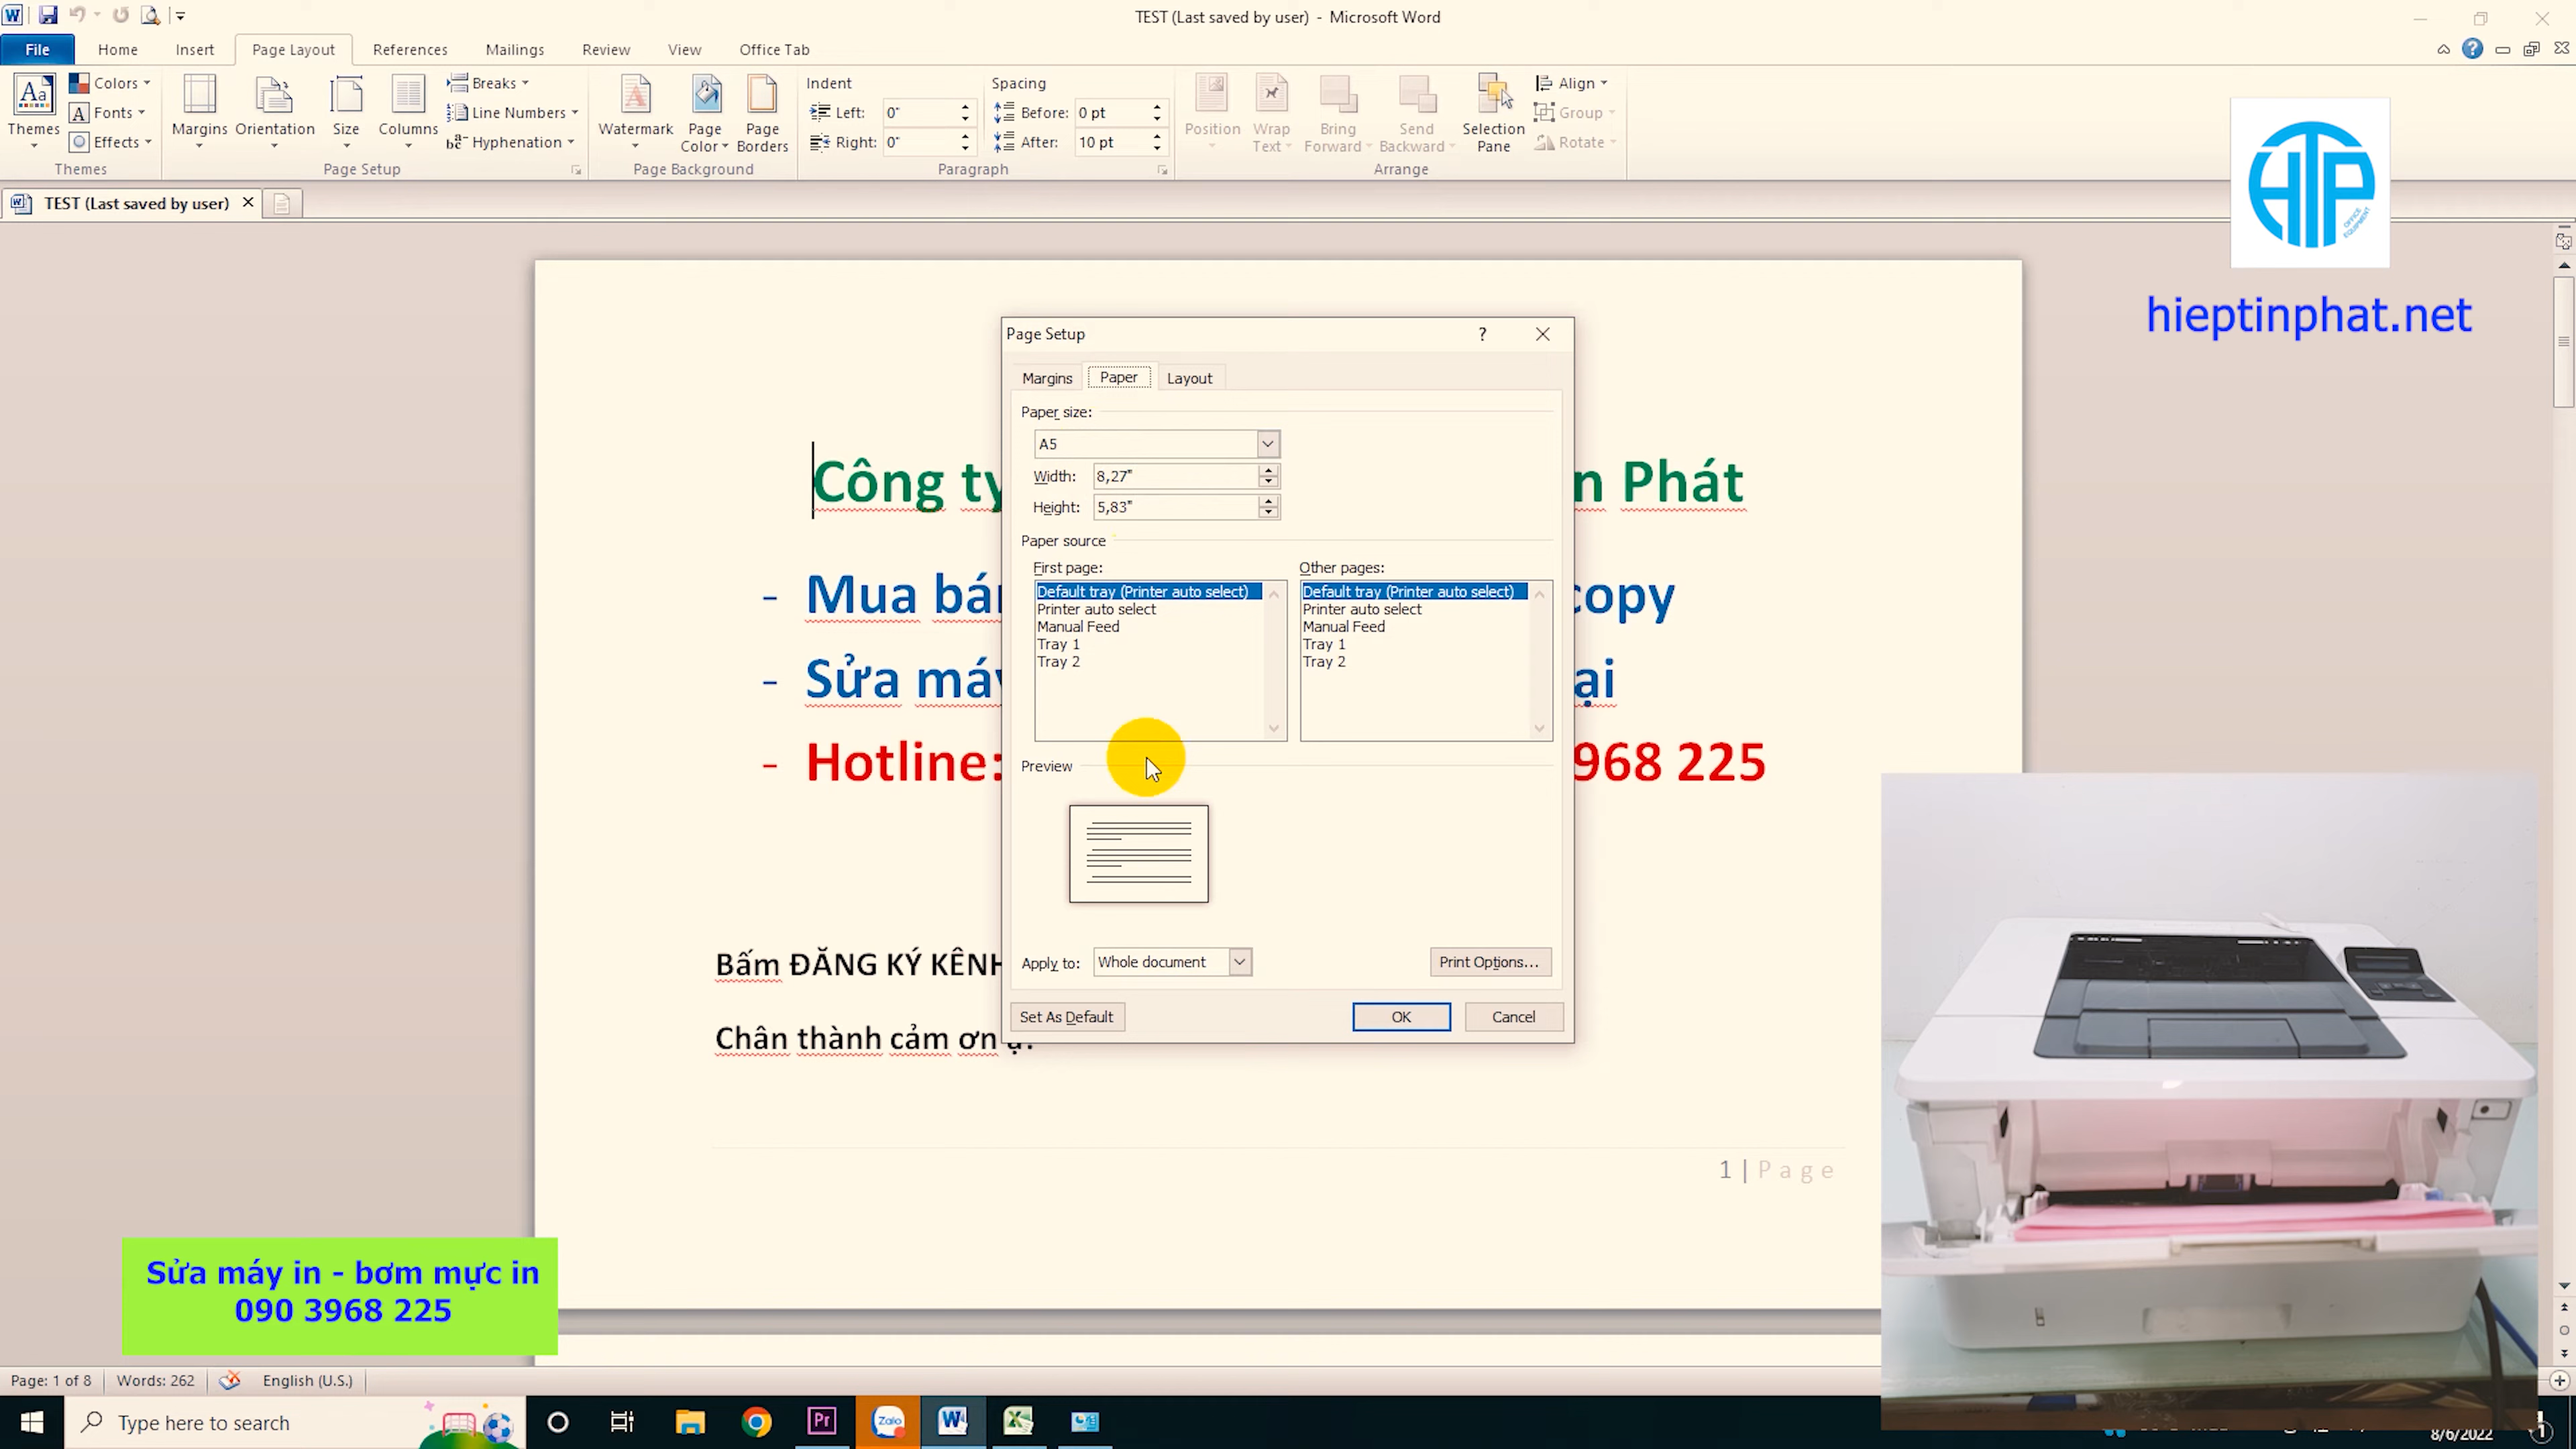 TEST (Last saved by user) - Microsoft Word
File Home Insert Page Layout References Mailings Review View Office Tab
Themes Colors Fonts Effects
Margins Orientation Size Columns Breaks Line Numbers Hyphenation
Watermark Page Color Page Borders
Indent Left: 0" Right: 0"
Spacing Before: 0 pt After: 10 pt
Position Wrap Text Bring Forward Send Backward Selection Pane Align Group Rotate
Themes Page Setup Page Background Paragraph Arrange
TEST (Last saved by user)
HTP
OFFICE EQUIPMENT
hieptinphat.net
Page Setup
Margins Paper Layout
Paper size:
A5
Width: 8,27"
Height: 5,83"
Paper source
First page: Other pages:
Default tray (Printer auto select) Default tray (Printer auto select)
Printer auto select Printer auto select
Manual Feed Manual Feed
Tray 1 Tray 1
Tray 2 Tray 2
Preview
Apply to: Whole document Print Options...
Set As Default OK Cancel
Công ty n Phát
- Mua bán copy
- Sửa máy ại
- Hotline: 968 225
Bấm ĐĂNG KÝ KÊNH
Chân thành cảm ơn ạ!
1 | Page
Sửa máy in - bơm mực in
090 3968 225
Page: 1 of 8 Words: 262 English (U.S.)
Type here to search
Pr Zalo
8/6/2022